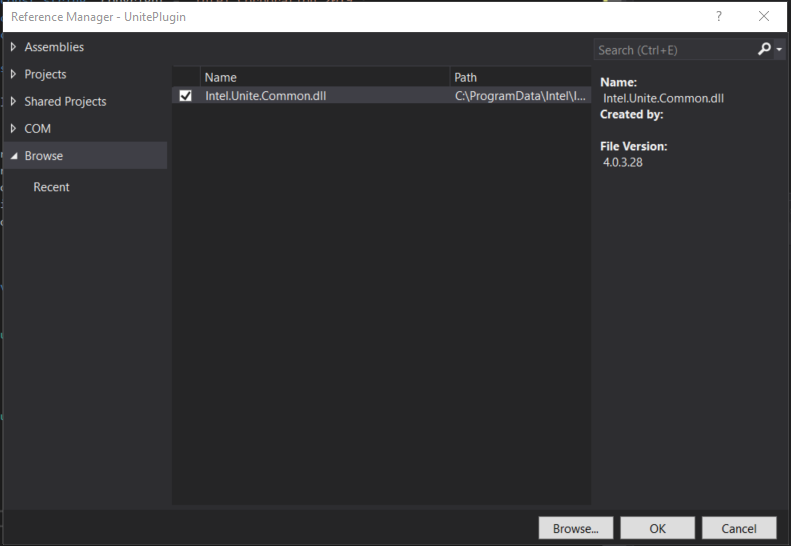 Reference Manager - UnitePlugin
?
Assemblies
Projects
Shared Projects
COM
Browse
Recent
Name Path
Intel.Unite.Common.dll C:\ProgramData\Intel\I...
Search (Ctrl+E)
Name:
Intel.Unite.Common.dll
Created by:
File Version:
4.0.3.28
Browse... OK Cancel